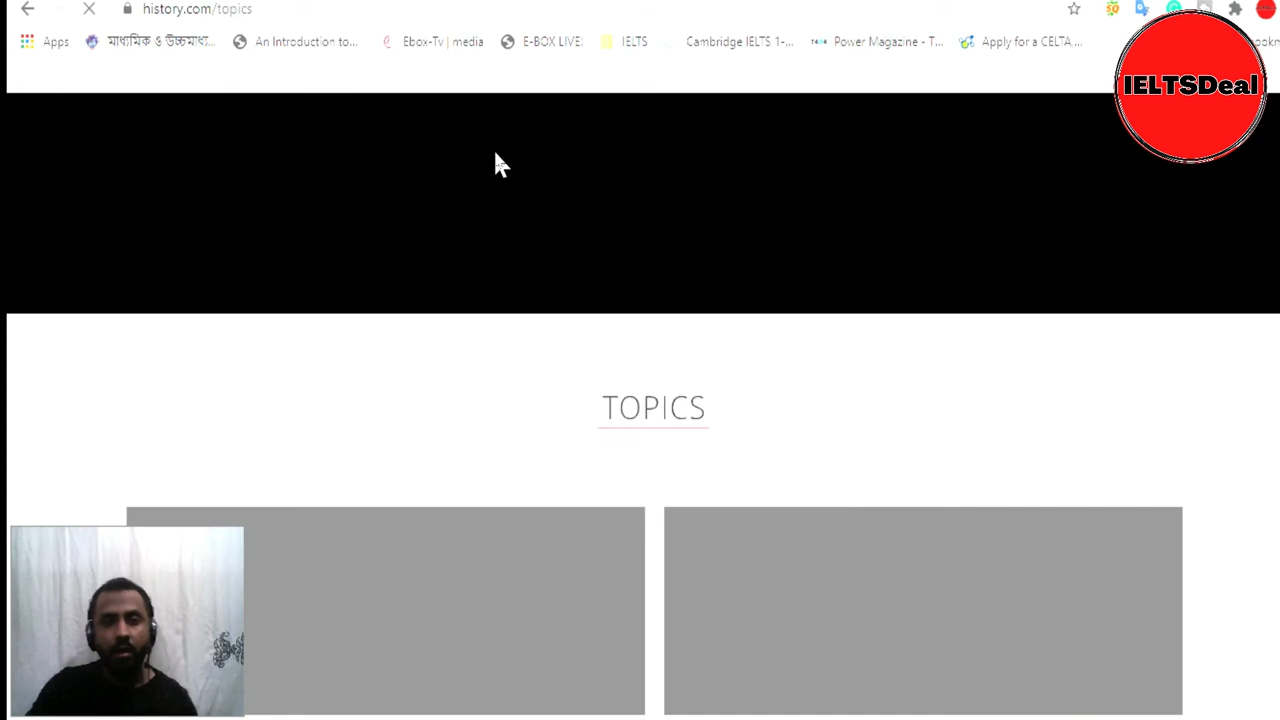 history.com/topics
Apps মাধ্যমিক ও উচ্চমাধ্য... An Introduction to... Ebox-Tv | media E-BOX LIVE! IELTS Cambridge IELTS 1-... Power Magazine - T... Apply for a CELTA...
IELTSDeal
TOPICS